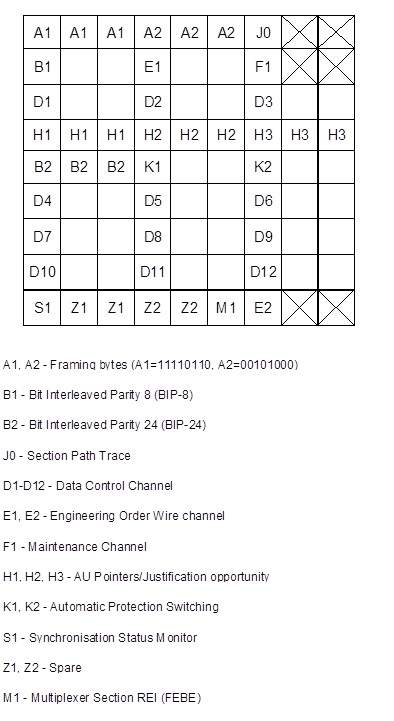 A1 A1 A1 A2 A2 A2 J0
B1 E1 F1
D1 D2 D3
H1 H1 H1 H2 H2 H2 H3 H3 H3
B2 B2 B2 K1 K2
D4 D5 D6
D7 D8 D9
D10 D11 D12
S1 Z1 Z1 Z2 Z2 M1 E2
A1, A2 - Framing bytes (A1=11110110, A2=00101000)
B1 - Bit Interleaved Parity 8 (BIP-8)
B2 - Bit Interleaved Parity 24 (BIP-24)
J0 - Section Path Trace
D1-D12 - Data Control Channel
E1, E2 - Engineering Order Wire channel
F1 - Maintenance Channel
H1, H2, H3 - AU Pointers/Justification opportunity
K1, K2 - Automatic Protection Switching
S1 - Synchronisation Status Monitor
Z1, Z2 - Spare
M1 - Multiplexer Section REI (FEBE)